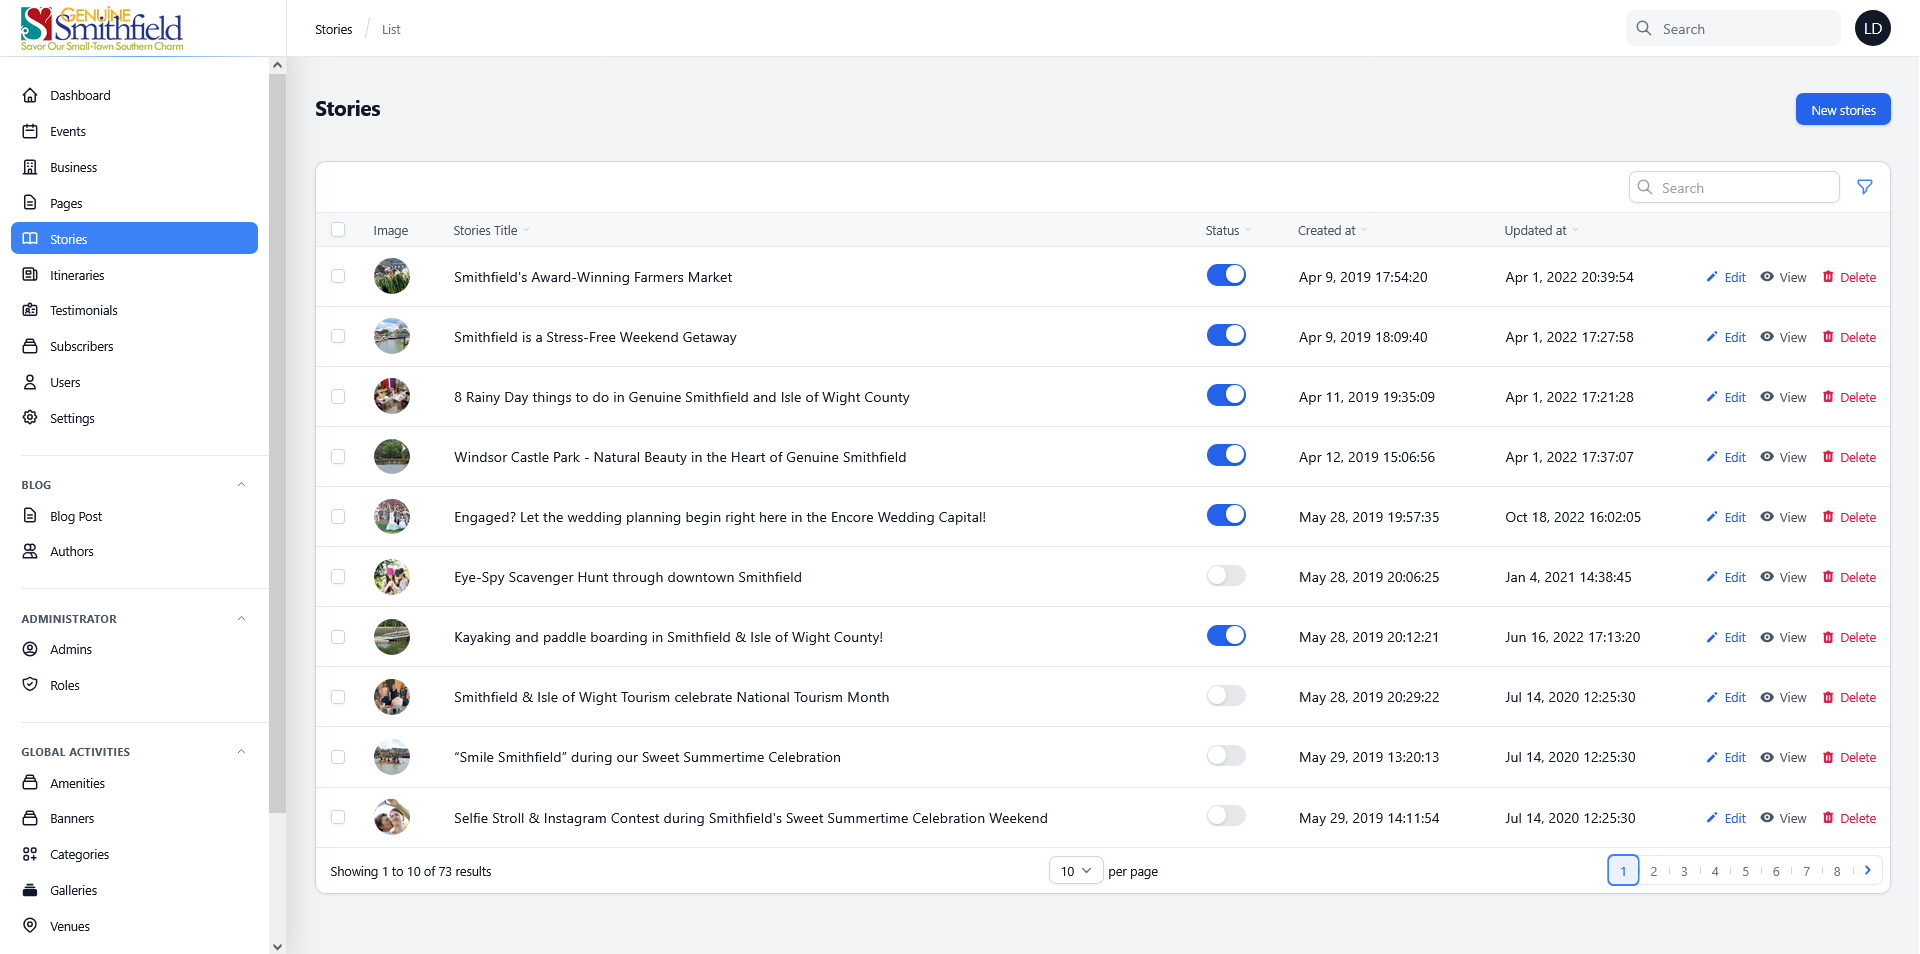 GENUINE
Smithfield
Savor Our Small-Town Southern Charm
Stories
List
Search
LD
Dashboard
Events
Business
Pages
Stories
Itineraries
Testimonials
Subscribers
Users
Settings
BLOG
Blog Post
Authors
ADMINISTRATOR
Admins
Roles
GLOBAL ACTIVITIES
Amenities
Banners
Categories
Galleries
Venues
Stories
New stories
Search
Image Stories Title Status Created at Updated at
Smithfield's Award-Winning Farmers Market Apr 9, 2019 17:54:20 Apr 1, 2022 20:39:54 Edit View Delete
Smithfield is a Stress-Free Weekend Getaway Apr 9, 2019 18:09:40 Apr 1, 2022 17:27:58 Edit View Delete
8 Rainy Day things to do in Genuine Smithfield and Isle of Wight County Apr 11, 2019 19:35:09 Apr 1, 2022 17:21:28 Edit View Delete
Windsor Castle Park - Natural Beauty in the Heart of Genuine Smithfield Apr 12, 2019 15:06:56 Apr 1, 2022 17:37:07 Edit View Delete
Engaged? Let the wedding planning begin right here in the Encore Wedding Capital! May 28, 2019 19:57:35 Oct 18, 2022 16:02:05 Edit View Delete
Eye-Spy Scavenger Hunt through downtown Smithfield May 28, 2019 20:06:25 Jan 4, 2021 14:38:45 Edit View Delete
Kayaking and paddle boarding in Smithfield & Isle of Wight County! May 28, 2019 20:12:21 Jun 16, 2022 17:13:20 Edit View Delete
Smithfield & Isle of Wight Tourism celebrate National Tourism Month May 28, 2019 20:29:22 Jul 14, 2020 12:25:30 Edit View Delete
“Smile Smithfield” during our Sweet Summertime Celebration May 29, 2019 13:20:13 Jul 14, 2020 12:25:30 Edit View Delete
Selfie Stroll & Instagram Contest during Smithfield's Sweet Summertime Celebration Weekend May 29, 2019 14:11:54 Jul 14, 2020 12:25:30 Edit View Delete
Showing 1 to 10 of 73 results 10 per page 1 2 3 4 5 6 7 8